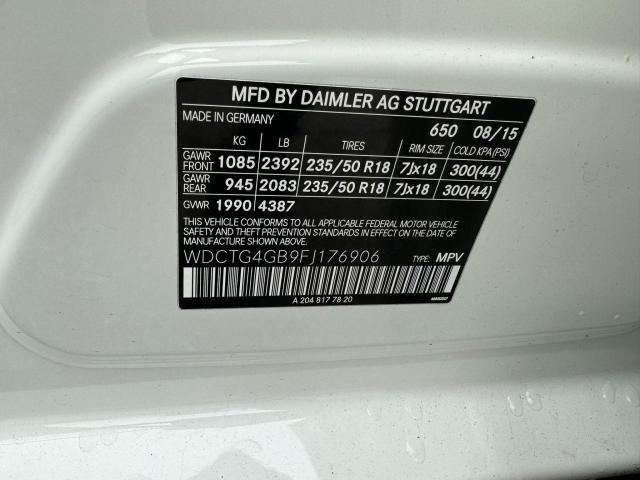 MFD BY DAIMLER AG STUTTGART
MADE IN GERMANY 650 08/15
KG LB TIRES RIM SIZE COLD KPA (PSI)
GAWR FRONT 1085 2392 235/50 R18 7Jx18 300(44)
GAWR REAR 945 2083 235/50 R18 7Jx18 300(44)
GVWR 1990 4387
THIS VEHICLE CONFORMS TO ALL APPLICABLE FEDERAL MOTOR VEHICLE
SAFETY AND THEFT PREVENTION STANDARDS IN EFFECT ON THE DATE OF
MANUFACTURE SHOWN ABOVE.
WDCTG4GB9FJ176906 TYPE: MPV
A 204 817 78 20